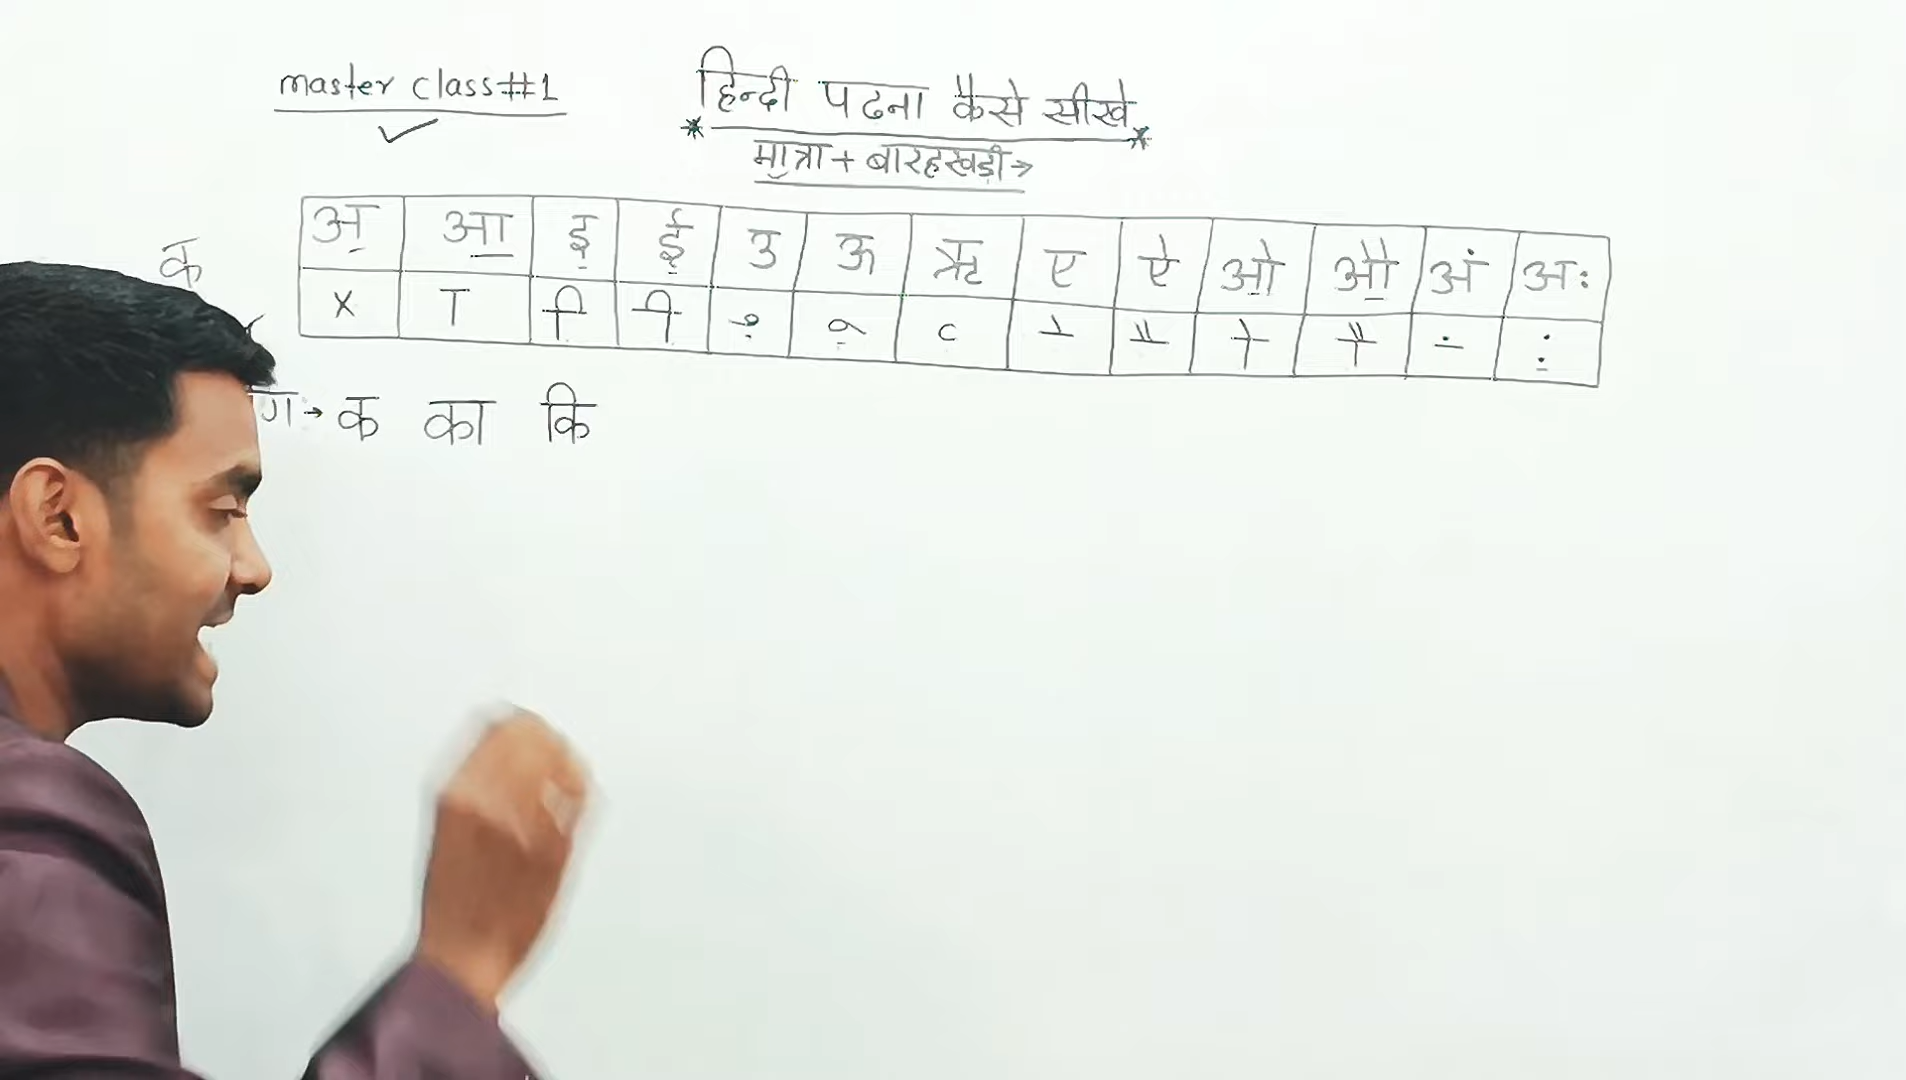 master class#1
हिन्दी पढना कैसे सीखे
मात्रा + बारहखड़ी→
क
अ आ इ ई उ ऊ ऋ ए ऐ ओ औ अं अः
x ा ि ी ु ू ृ े ै ो ौ ं ः
→ क का कि